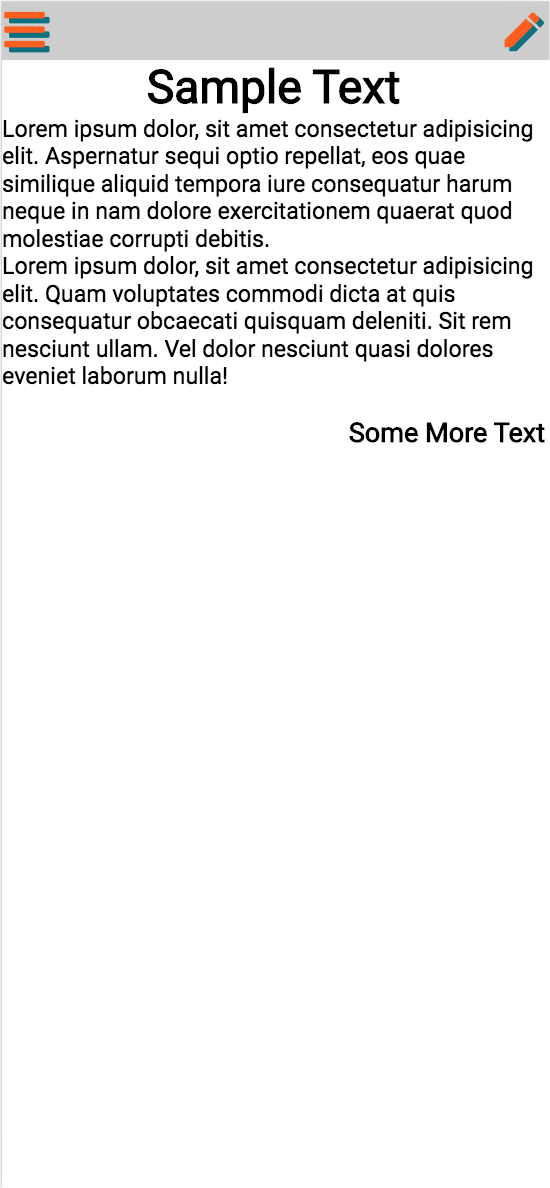 Sample Text
Lorem ipsum dolor, sit amet consectetur adipisicing
elit. Aspernatur sequi optio repellat, eos quae
similique aliquid tempora iure consequatur harum
neque in nam dolore exercitationem quaerat quod
molestiae corrupti debitis.
Lorem ipsum dolor, sit amet consectetur adipisicing
elit. Quam voluptates commodi dicta at quis
consequatur obcaecati quisquam deleniti. Sit rem
nesciunt ullam. Vel dolor nesciunt quasi dolores
eveniet laborum nulla!
Some More Text